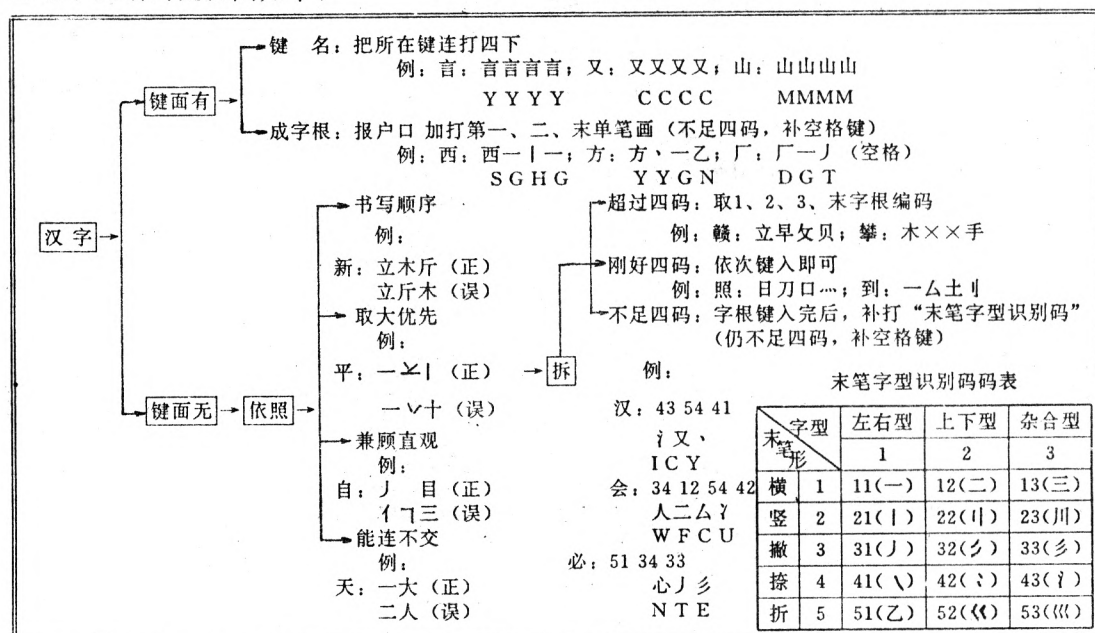 键 名：把所在键连打四下
例：言：言言言言；又：又又又又；山：山山山山
YYYY CCCC MMMM
键面有
成字根：报户口 加打第一、二、末单笔画（不足四码，补空格键）
例：西：西一丨一；方：方丶一乙；厂：厂一丿（空格）
SGHG YYGN DGT
汉字
键面无
依照
书写顺序
例：
新：立木斤（正）
立斤木（误）
取大优先
例：
平：一丨（正）
一丷十（误）
兼顾直观
例：
自：丿 目（正）
亻三（误）
能连不交
例：
天：一大（正）
二人（误）
拆
超过四码：取1、2、3、末字根编码
例：赣：立早攵贝；攀：木××手
刚好四码：依次键入即可
例：照：日刀口灬；到：一厶土刂
不足四码：字根键入完后，补打“末笔字型识别码”
（仍不足四码，补空格键）
例：
汉：43 54 41
氵又丶
ICY
会：34 12 54 42
人二厶冫
WFCU
必：51 34 33
心丿彡
NTE
末笔字型识别码码表
字型 末笔形 左右型 上下型 杂合型
1 2 3
横 1 11(一) 12(二) 13(三)
竖 2 21(丨) 22(刂) 23(川)
撇 3 31(丿) 32() 33(彡)
捺 4 41(㇏) 42(冫) 43(氵)
折 5 51(乙) 52(巜) 53(巛)